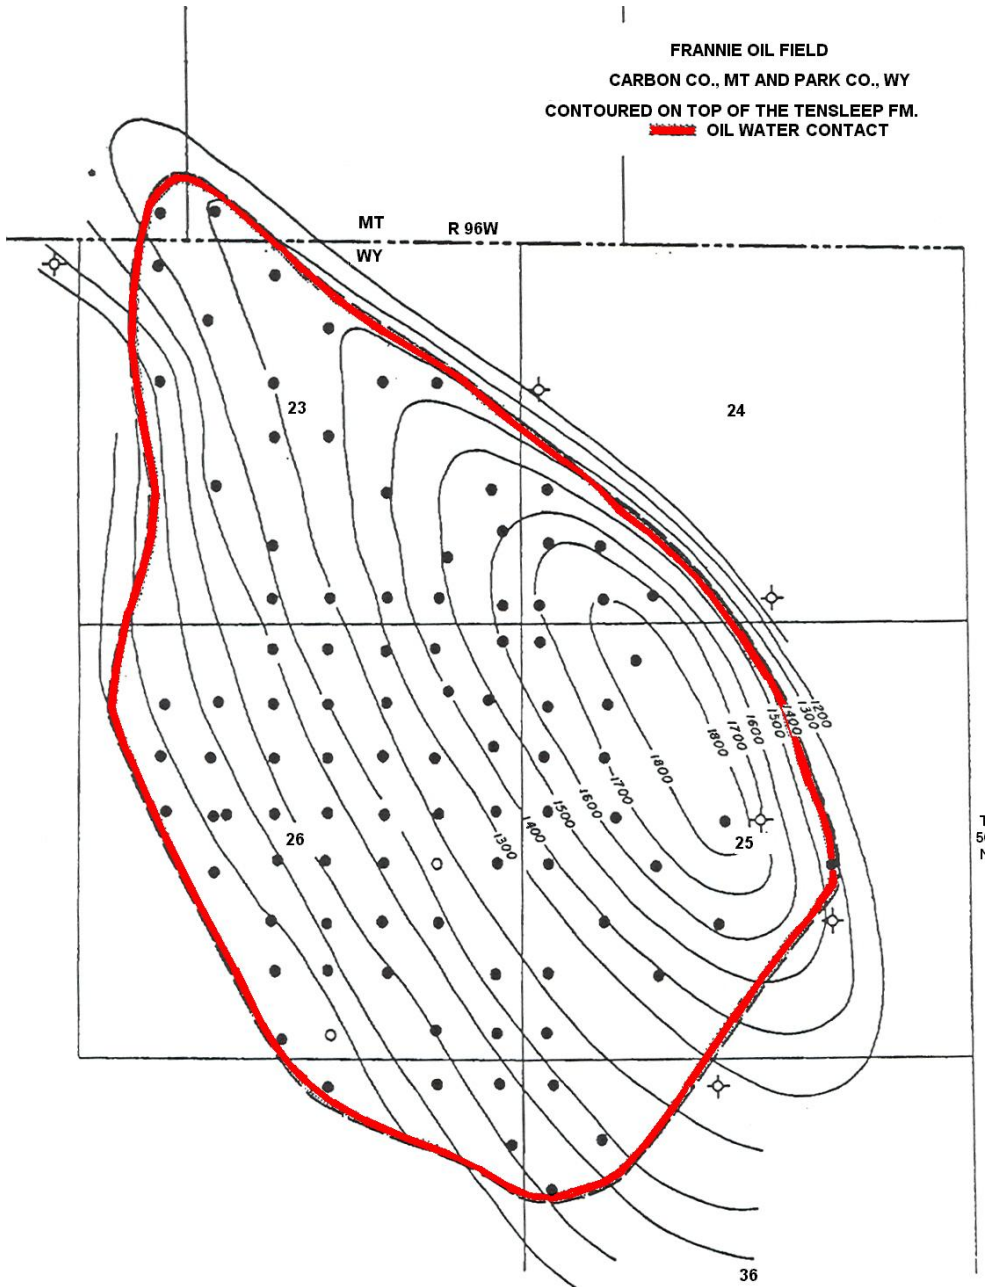 FRANNIE OIL FIELD
CARBON CO., MT AND PARK CO., WY
CONTOURED ON TOP OF THE TENSLEEP FM.
OIL WATER CONTACT
MT
R 96W
WY
23
24
1200
1300
1400
1500
1600
1700
1800
1800
1700
1600
1500
1400
1300
26
25
36